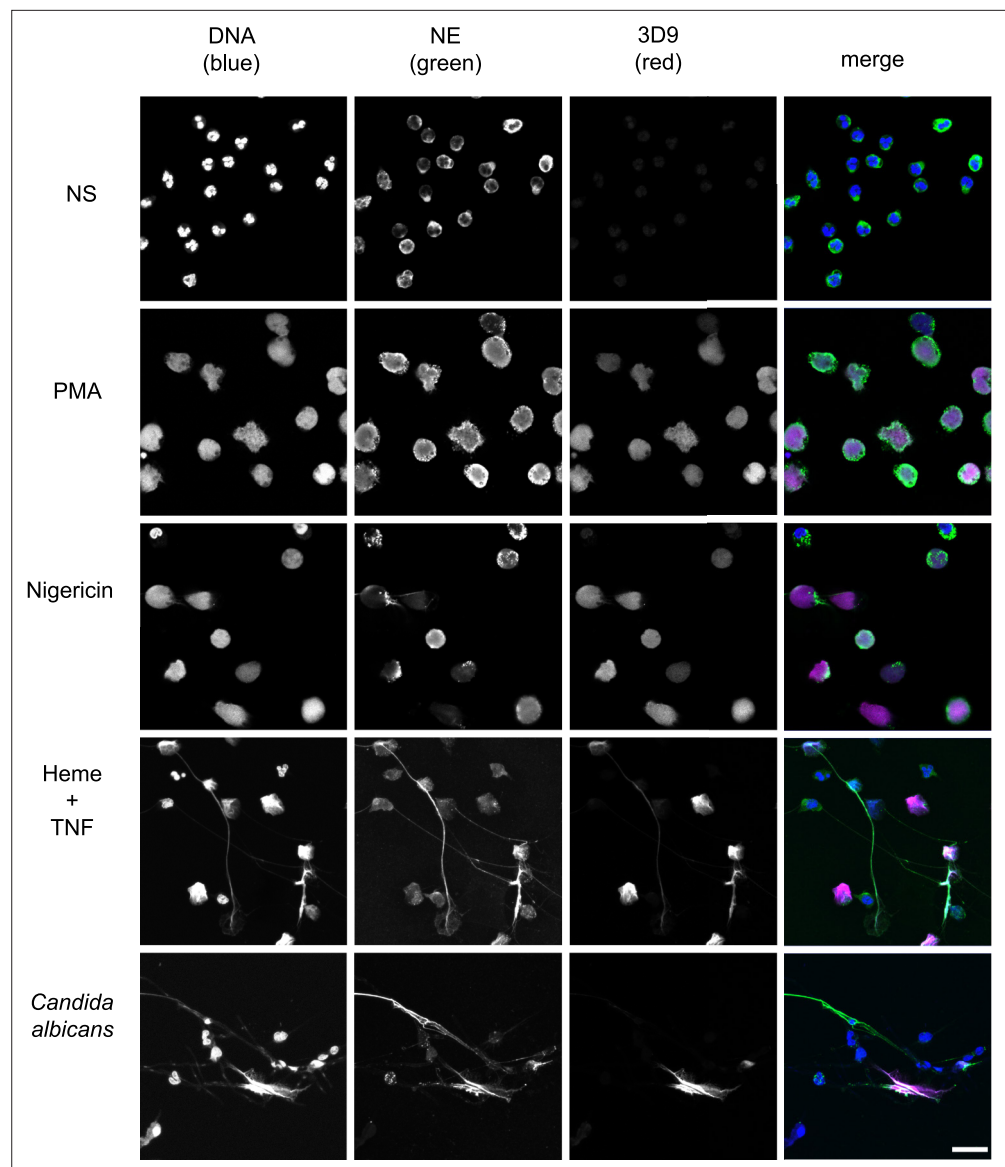 DNA
(blue)
NE
(green)
3D9
(red)
merge
NS
PMA
Nigericin
Heme
+
TNF
Candida
albicans